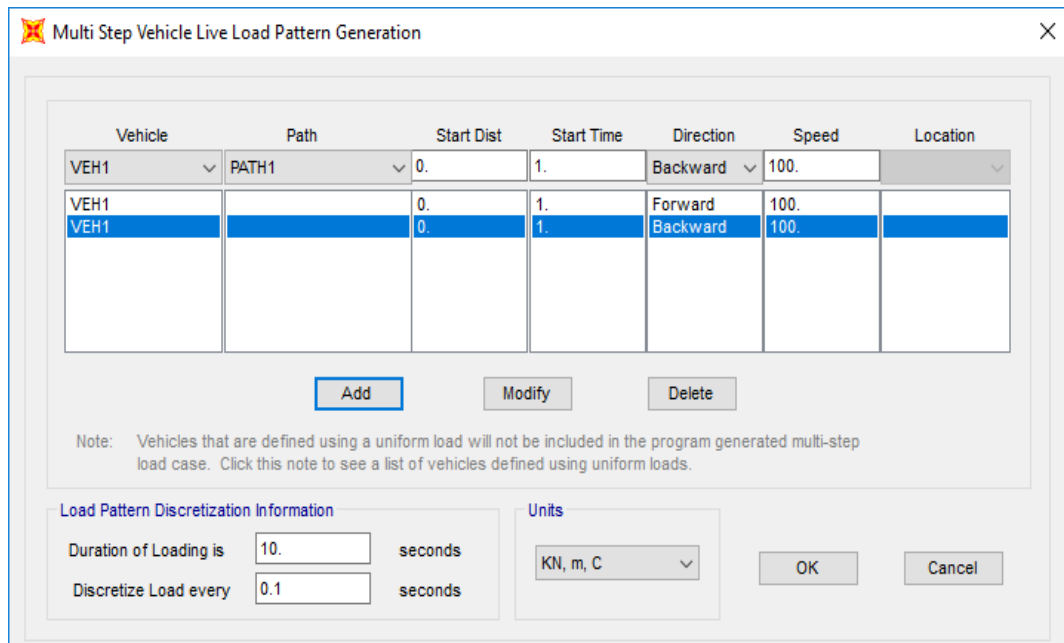 Multi Step Vehicle Live Load Pattern Generation
Vehicle Path Start Dist Start Time Direction Speed Location
VEH1 PATH1 0. 1. Backward 100.
VEH1 0. 1. Forward 100.
VEH1 0. 1. Backward 100.
Add Modify Delete
Note: Vehicles that are defined using a uniform load will not be included in the program generated multi-step
load case. Click this note to see a list of vehicles defined using uniform loads.
Load Pattern Discretization Information
Duration of Loading is 10. seconds
Discretize Load every 0.1 seconds
Units
KN, m, C
OK Cancel